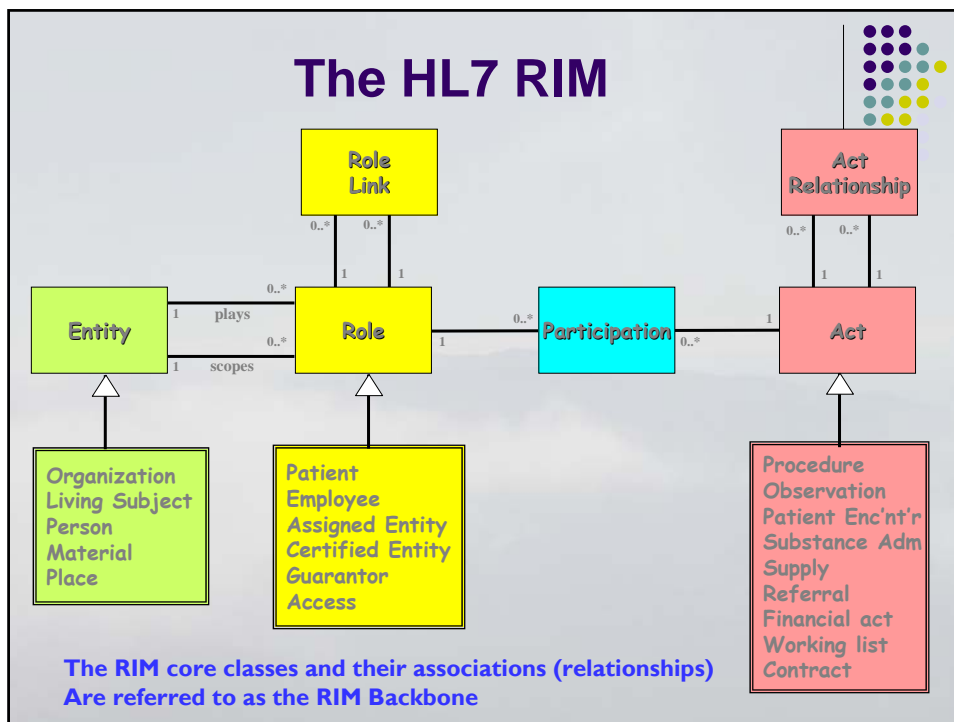 The HL7 RIM
Role
Link
Act
Relationship
0..*
0..*
0..*
0..*
1
1
1
1
Entity
1
plays
0..*
Role
1
0..*
Participation
0..*
1
Act
1
scopes
0..*
Organization
Living Subject
Person
Material
Place
Patient
Employee
Assigned Entity
Certified Entity
Guarantor
Access
Procedure
Observation
Patient Enc’nt’r
Substance Adm
Supply
Referral
Financial act
Working list
Contract
The RIM core classes and their associations (relationships)
Are referred to as the RIM Backbone